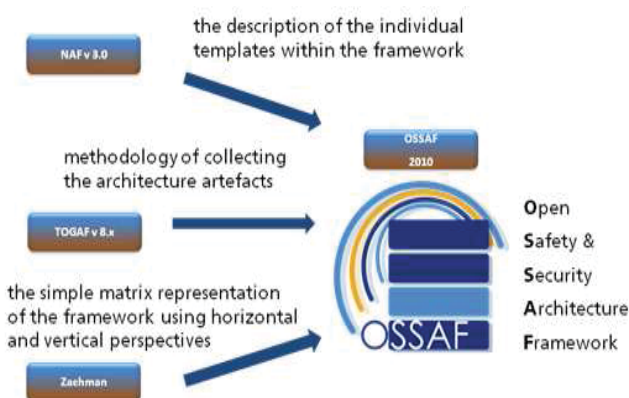 NAF v 3.0
the description of the individual
templates within the framework
OSSAF
2010
methodology of collecting
the architecture artefacts
TOGAF v 8.x
the simple matrix representation
of the framework using horizontal
and vertical perspectives
Zachman
OSSAF
Open
Safety &
Security
Architecture
Framework